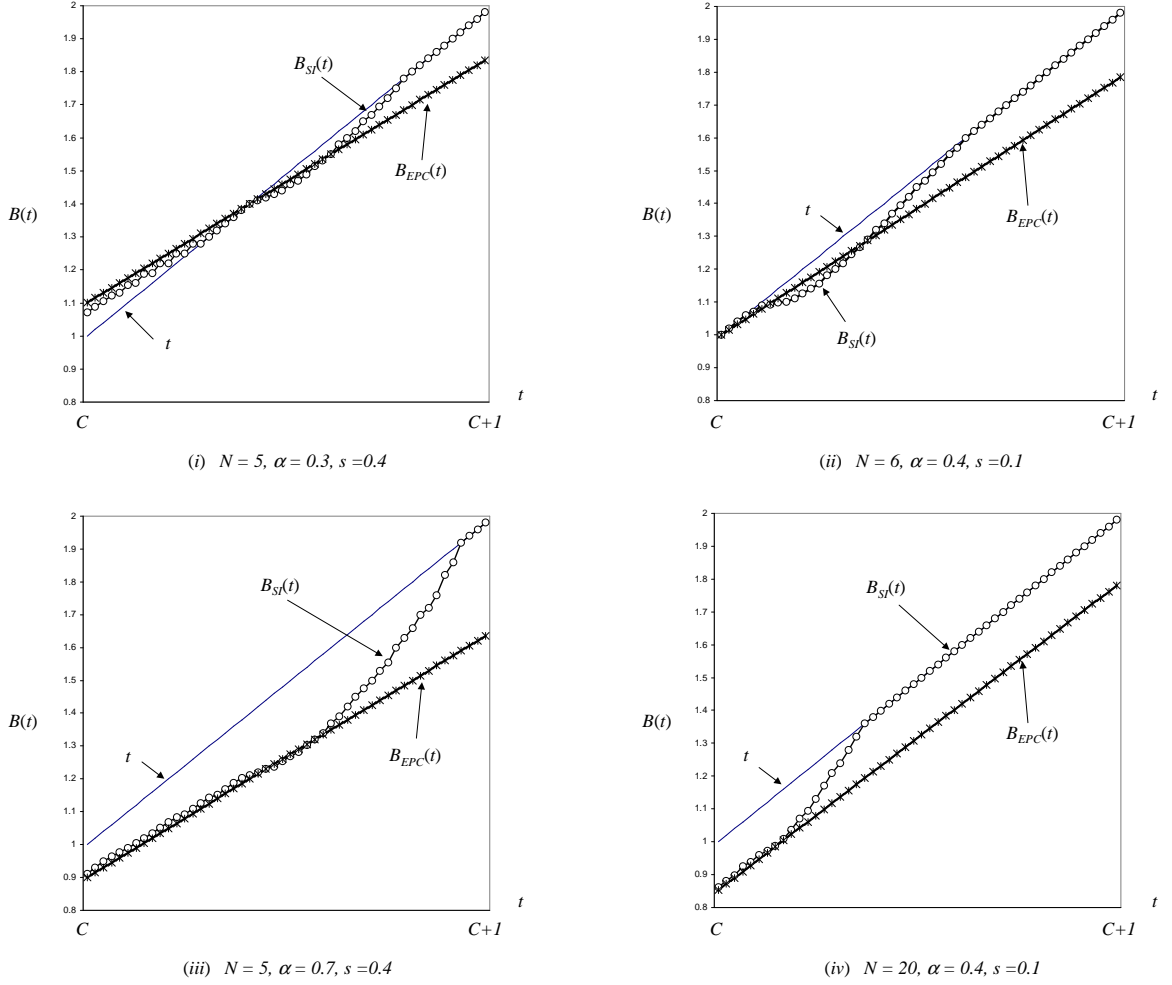 2
1.9
1.8
1.7
1.6
1.5
1.4
1.3
1.2
1.1
1
0.9
0.8
B(t)
B_SI(t)
B_EPC(t)
t
t
C
C+1
(i) N = 5, α = 0.3, s =0.4
2
1.9
1.8
1.7
1.6
1.5
1.4
1.3
1.2
1.1
1
0.9
0.8
B(t)
t
B_EPC(t)
B_SI(t)
t
C
C+1
(ii) N = 6, α = 0.4, s =0.1
2
1.9
1.8
1.7
1.6
1.5
1.4
1.3
1.2
1.1
1
0.9
0.8
B(t)
B_SI(t)
t
B_EPC(t)
t
C
C+1
(iii) N = 5, α = 0.7, s =0.4
2
1.9
1.8
1.7
1.6
1.5
1.4
1.3
1.2
1.1
1
0.9
0.8
B(t)
B_SI(t)
t
B_EPC(t)
t
C
C+1
(iv) N = 20, α = 0.4, s =0.1